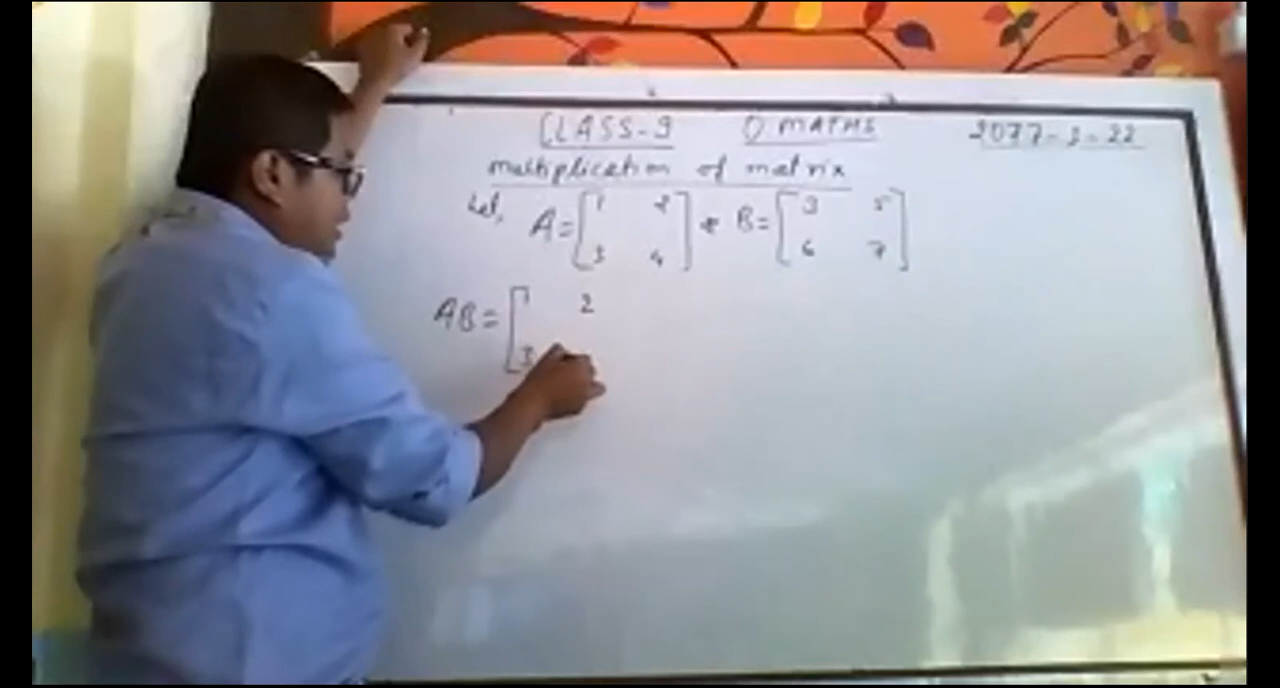 CLASS-9 O.MATHS 2077-3-22
multiplication of matrix
Let, A=[1 2 & B=[3 5
3 4] 6 7]
AB=[1 2
3